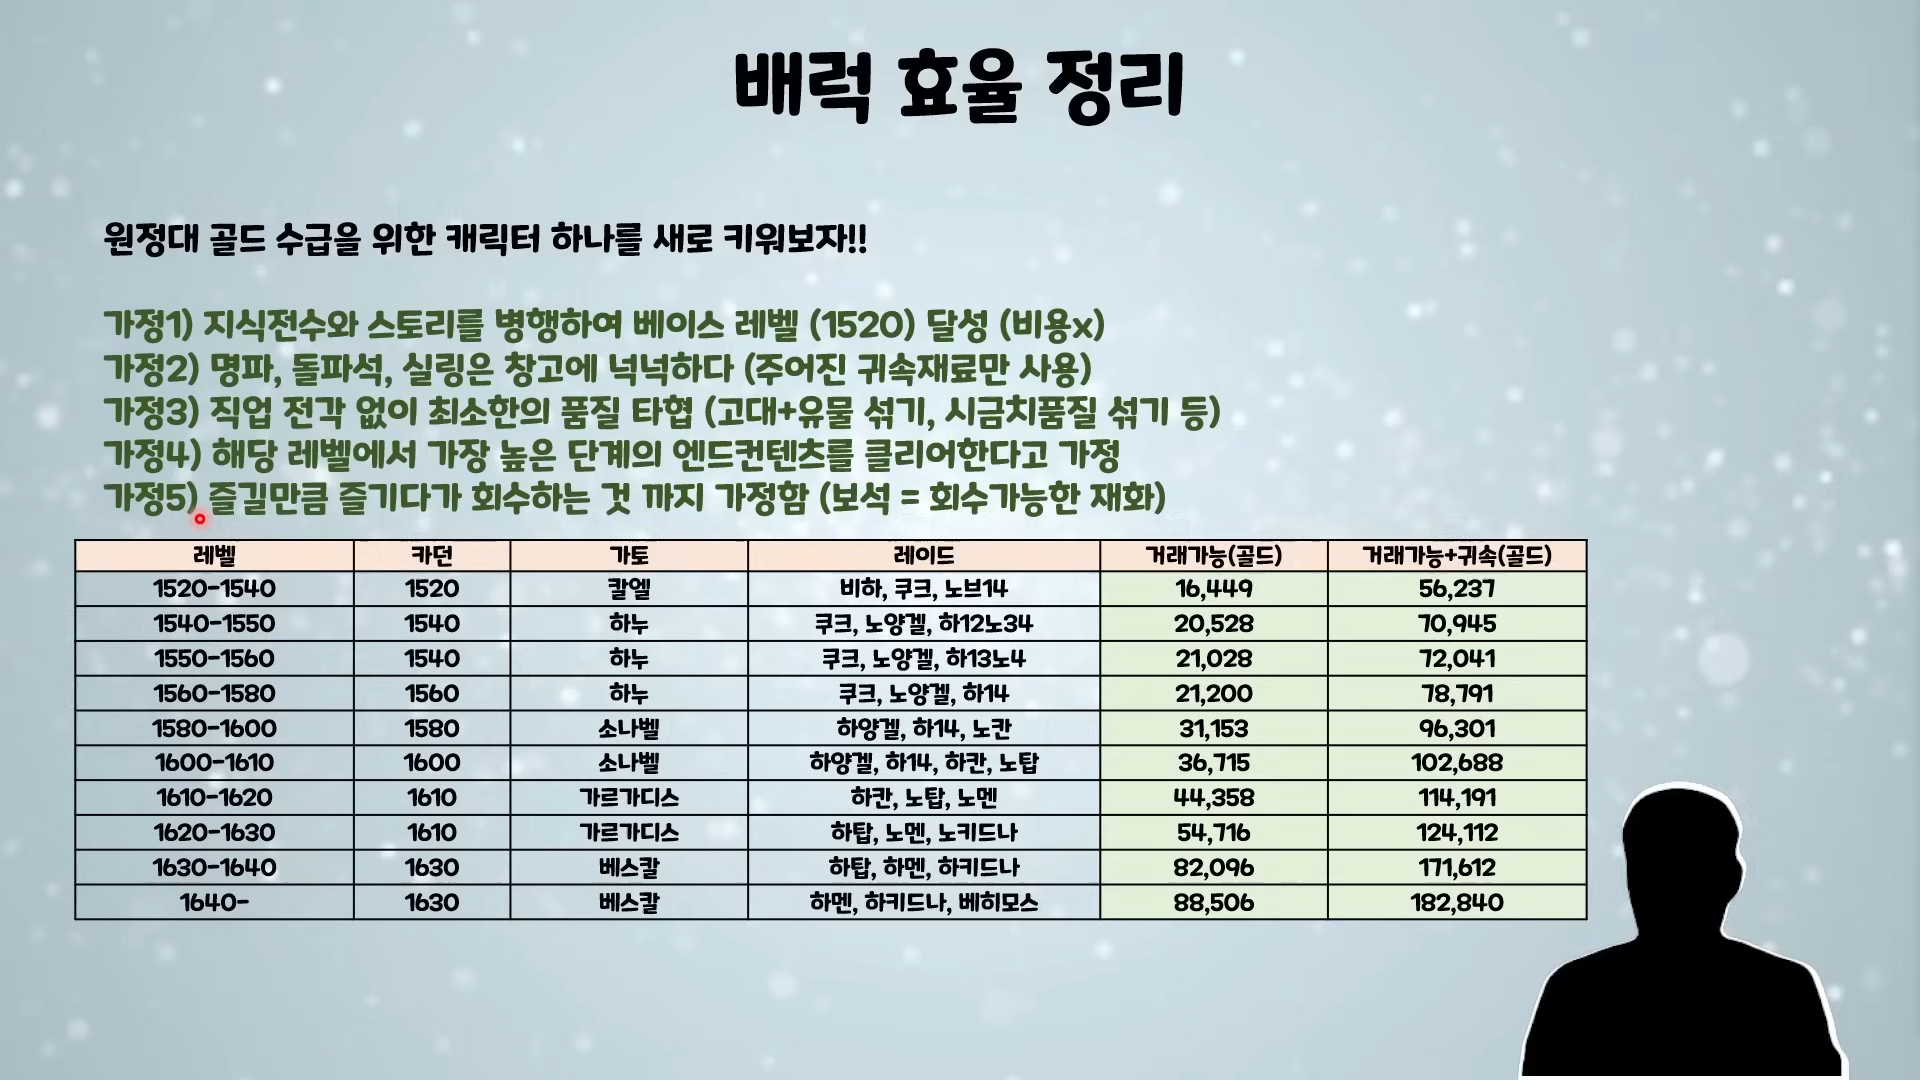 배럭 효율 정리
원정대 골드 수급을 위한 캐릭터 하나를 새로 키워보자!!
가정1) 지식전수와 스토리를 병행하여 베이스 레벨 (1520) 달성 (비용x)
가정2) 명파, 돌파석, 실링은 창고에 넉넉하다 (주어진 귀속재료만 사용)
가정3) 직업 전각 없이 최소한의 품질 타협 (고대+유물 섞기, 시금치품질 섞기 등)
가정4) 해당 레벨에서 가장 높은 단계의 엔드컨텐츠를 클리어한다고 가정
가정5) 즐길만큼 즐기다가 회수하는 것 까지 가정함 (보석 = 회수가능한 재화)
레벨 카던 가토 레이드 거래가능(골드) 거래가능+귀속(골드)
1520-1540 1520 칼엘 비하, 쿠크, 노브14 16,449 56,237
1540-1550 1540 하누 쿠크, 노양겔, 하12노34 20,528 70,945
1550-1560 1540 하누 쿠크, 노양겔, 하13노4 21,028 72,041
1560-1580 1560 하누 쿠크, 노양겔, 하14 21,200 78,791
1580-1600 1580 소나벨 하양겔, 하14, 노칸 31,153 96,301
1600-1610 1600 소나벨 하양겔, 하14, 하칸, 노탑 36,715 102,688
1610-1620 1610 가르가디스 하칸, 노탑, 노멘 44,358 114,191
1620-1630 1610 가르가디스 하탑, 노멘, 노키드나 54,716 124,112
1630-1640 1630 베스칼 하탑, 하멘, 하키드나 82,096 171,612
1640- 1630 베스칼 하멘, 하키드나, 베히모스 88,506 182,840